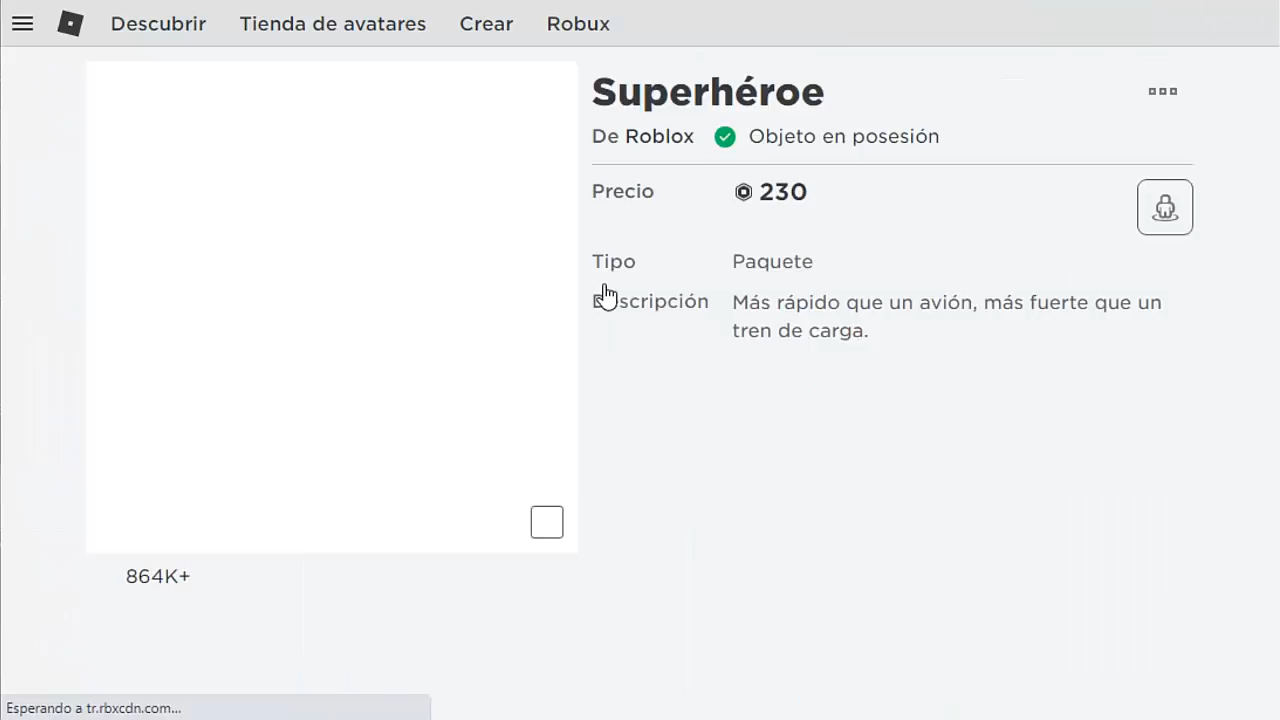 Descubrir Tienda de avatares Crear Robux
Superhéroe
De Roblox Objeto en posesión
Precio 230
Tipo Paquete
Descripción Más rápido que un avión, más fuerte que un
tren de carga.
864K+
Esperando a tr.rbxcdn.com...